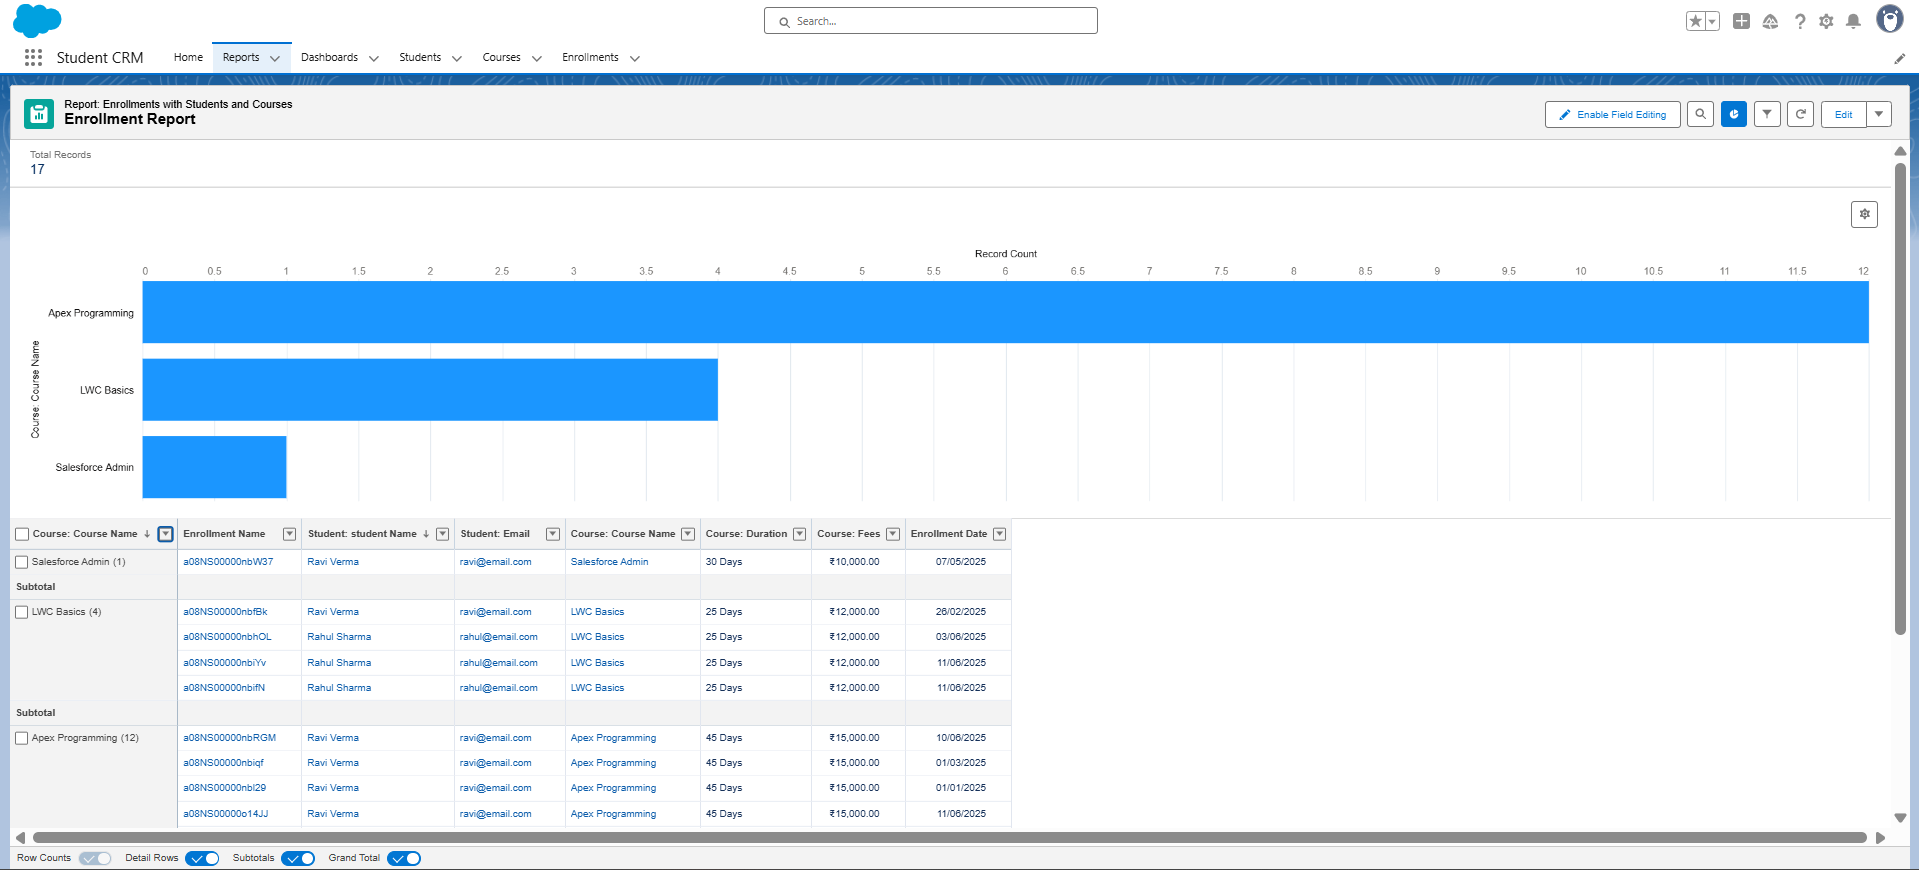 Search...
Student CRM Home Reports Dashboards Students Courses Enrollments
Report: Enrollments with Students and Courses
Enrollment Report
Enable Field Editing Edit
Total Records
17
Record Count
0 0.5 1 1.5 2 2.5 3 3.5 4 4.5 5 5.5 6 6.5 7 7.5 8 8.5 9 9.5 10 10.5 11 11.5 12
Course: Course Name
Apex Programming
LWC Basics
Salesforce Admin
Course: Course Name Enrollment Name Student: student Name Student: Email Course: Course Name Course: Duration Course: Fees Enrollment Date
Salesforce Admin (1) a08NS00000nbW37 Ravi Verma ravi@email.com Salesforce Admin 30 Days ₹10,000.00 07/05/2025
Subtotal
LWC Basics (4) a08NS00000nbfBk Ravi Verma ravi@email.com LWC Basics 25 Days ₹12,000.00 26/02/2025
a08NS00000nbhOL Rahul Sharma rahul@email.com LWC Basics 25 Days ₹12,000.00 03/06/2025
a08NS00000nbiYv Rahul Sharma rahul@email.com LWC Basics 25 Days ₹12,000.00 11/06/2025
a08NS00000nbifN Rahul Sharma rahul@email.com LWC Basics 25 Days ₹12,000.00 11/06/2025
Subtotal
Apex Programming (12) a08NS00000nbRGM Ravi Verma ravi@email.com Apex Programming 45 Days ₹15,000.00 10/06/2025
a08NS00000nbiqf Ravi Verma ravi@email.com Apex Programming 45 Days ₹15,000.00 01/03/2025
a08NS00000nbl29 Ravi Verma ravi@email.com Apex Programming 45 Days ₹15,000.00 01/01/2025
a08NS00000o14JJ Ravi Verma ravi@email.com Apex Programming 45 Days ₹15,000.00 11/06/2025
Row Counts Detail Rows Subtotals Grand Total